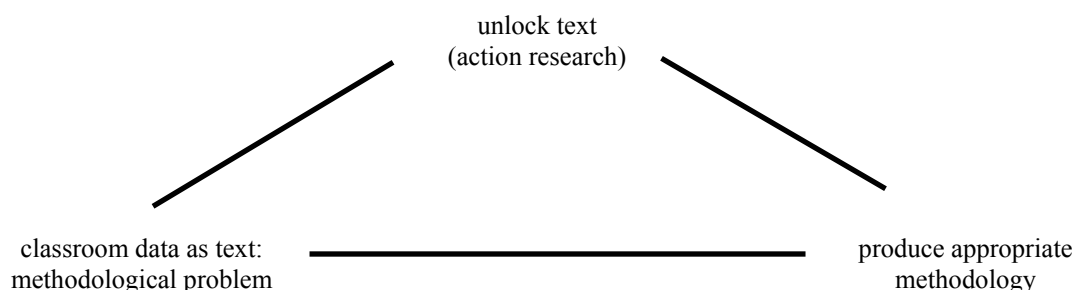 unlock text
(action research)
classroom data as text:
methodological problem
produce appropriate
methodology